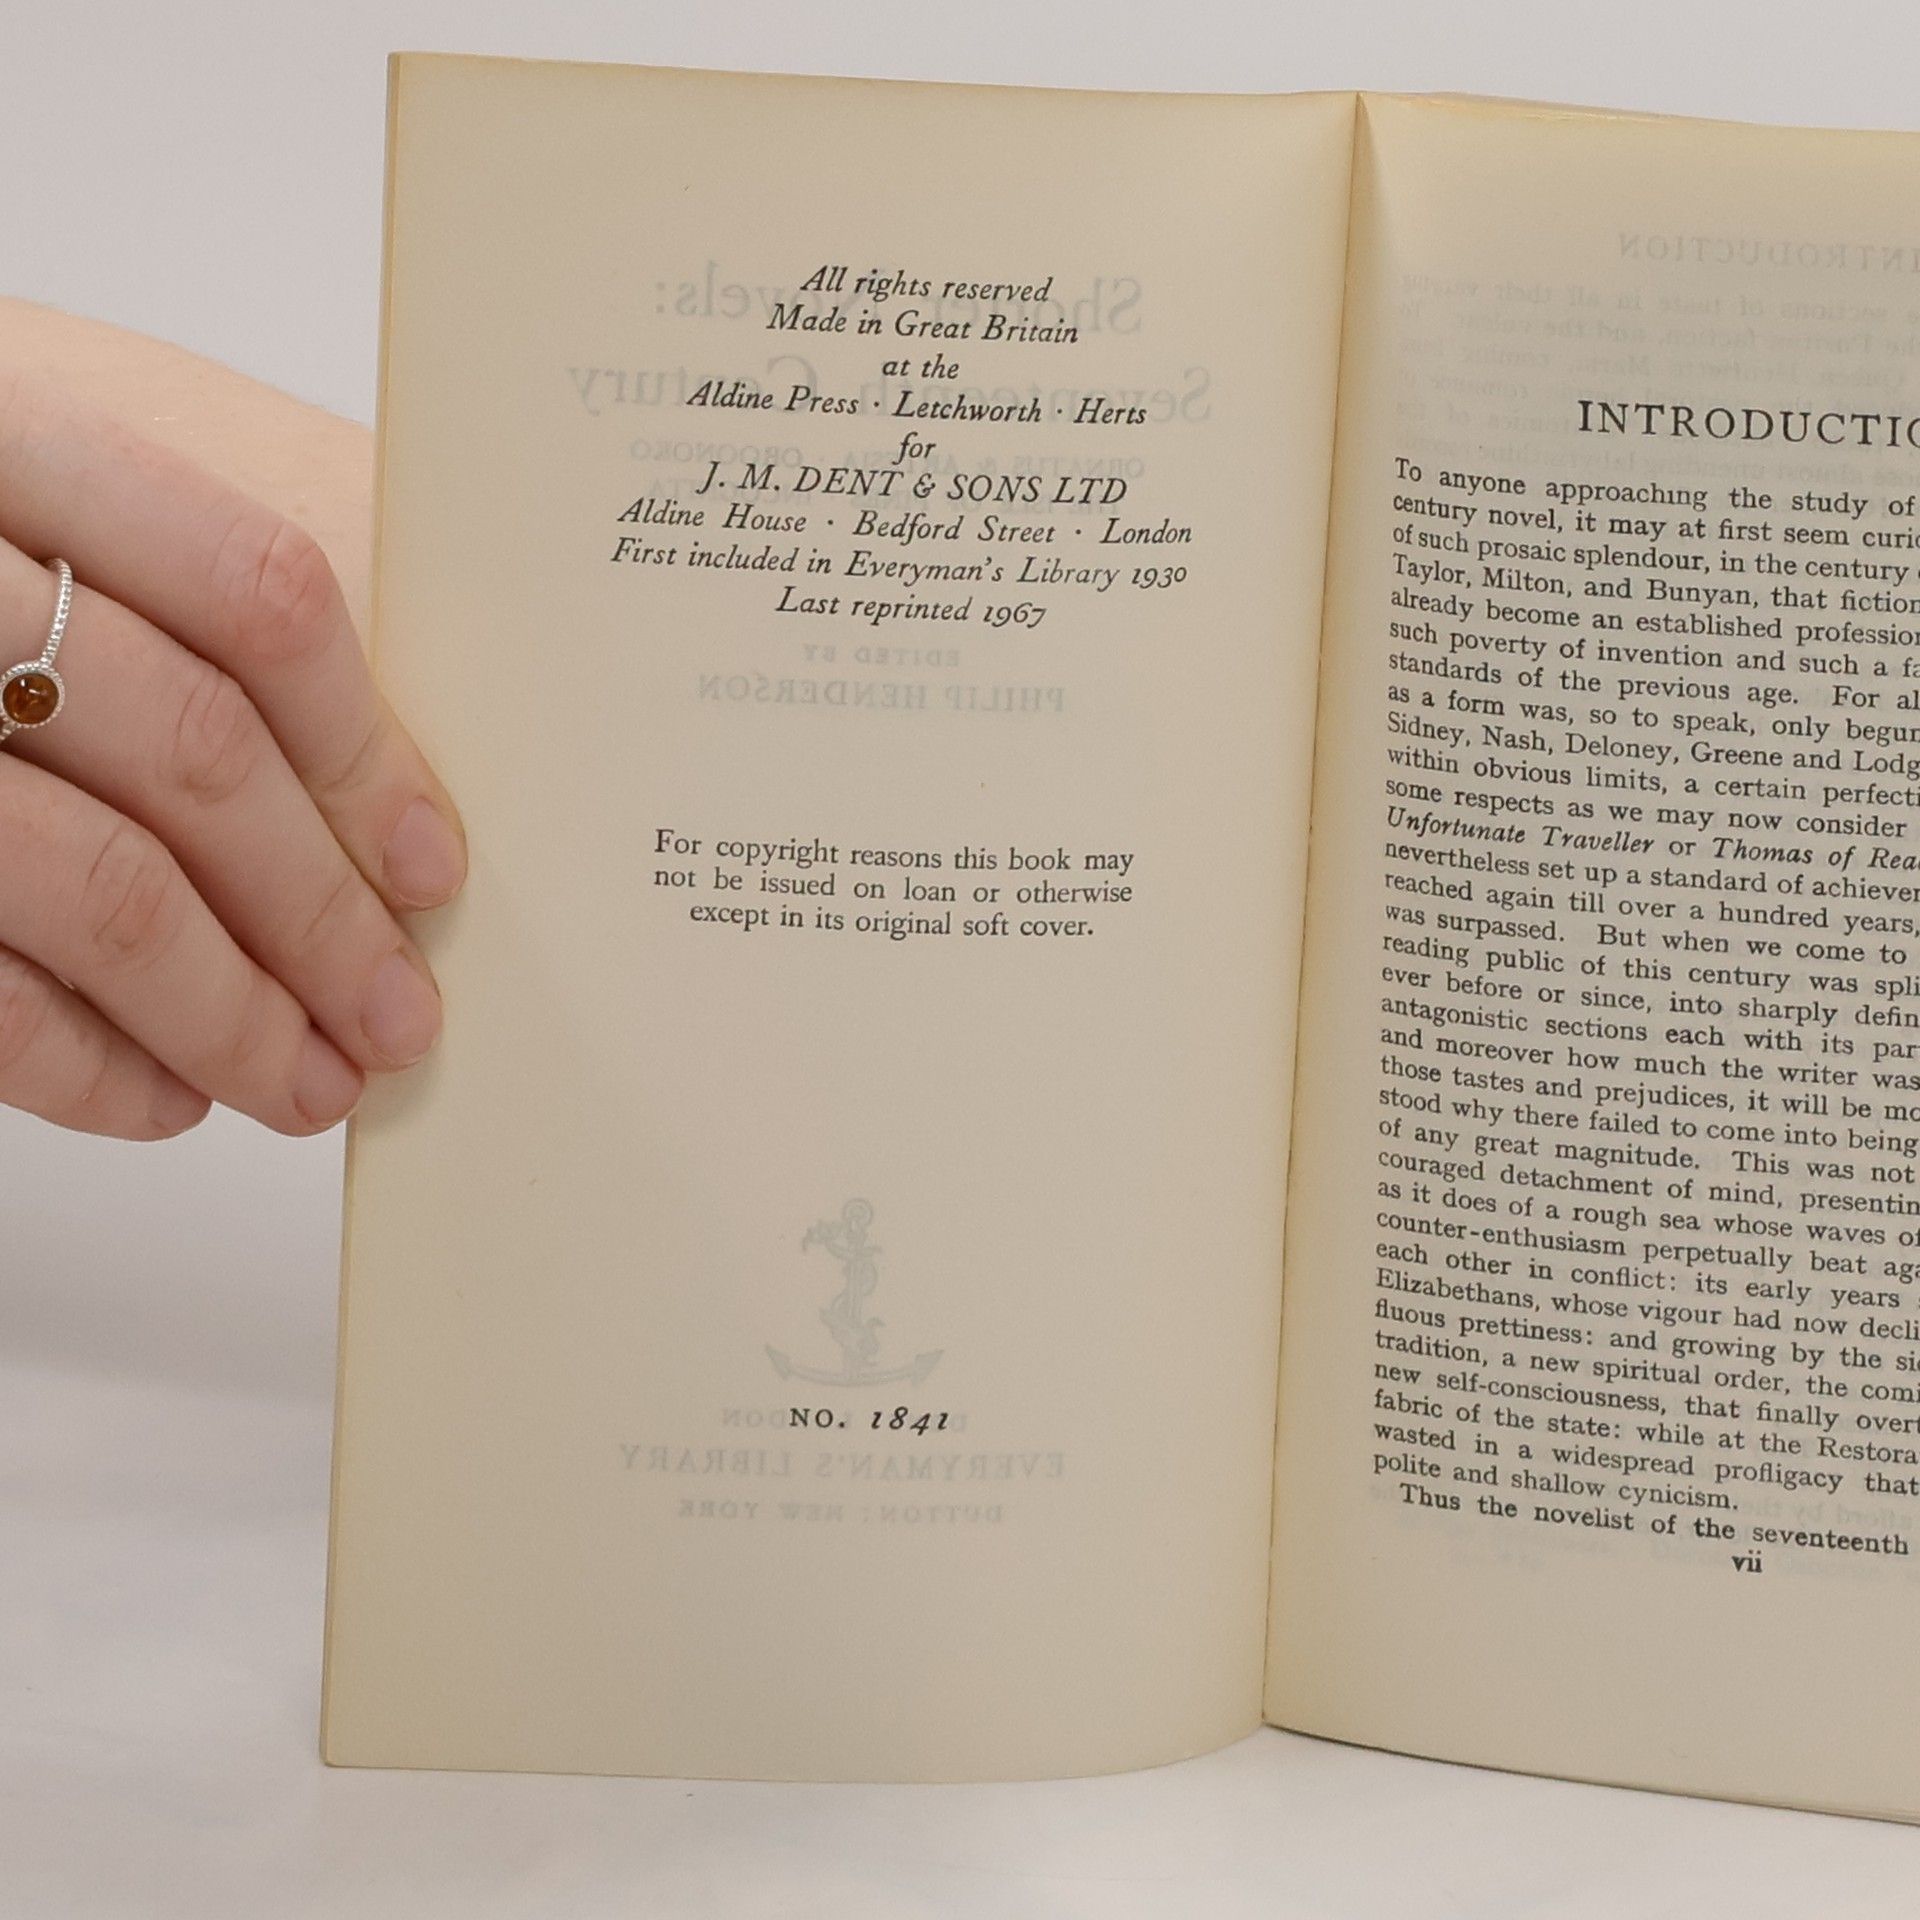 All rights reserved
Made in Great Britain
at the
Aldine Press · Letchworth · Herts
for
J. M. DENT & SONS LTD
Aldine House · Bedford Street · London
First included in Everyman's Library 1930
Last reprinted 1967
EDITED BY
PHILIP HENDERSON
For copyright reasons this book may
not be issued on loan or otherwise
except in its original soft cover.
NO. 1841
EVERYMAN'S LIBRARY
DUTTON: NEW YORK
INTRODUCTIO
To anyone approaching the study of
century novel, it may at first seem curio
of such prosaic splendour, in the century
Taylor, Milton, and Bunyan, that fiction
already become an established profession
such poverty of invention and such a fa
standards of the previous age. For al
as a form was, so to speak, only begun
Sidney, Nash, Deloney, Greene and Lodg
within obvious limits, a certain perfecti
some respects as we may now consider
Unfortunate Traveller or Thomas of Rea
nevertheless set up a standard of achieve
reached again till over a hundred years,
was surpassed. But when we come to
reading public of this century was spli
ever before or since, into sharply defin
antagonistic sections each with its par
and moreover how much the writer was
those tastes and prejudices, it will be mo
stood why there failed to come into being
of any great magnitude. This was not
couraged detachment of mind, presentin
as it does of a rough sea whose waves of
counter-enthusiasm perpetually beat aga
each other in conflict: its early years
Elizabethans, whose vigour had now decli
fluous prettiness: and growing by the si
tradition, a new spiritual order, the comi
new self-consciousness, that finally overt
fabric of the state: while at the Restora
wasted in a widespread profligacy that
polite and shallow cynicism.
Thus the novelist of the seventeenth
vii